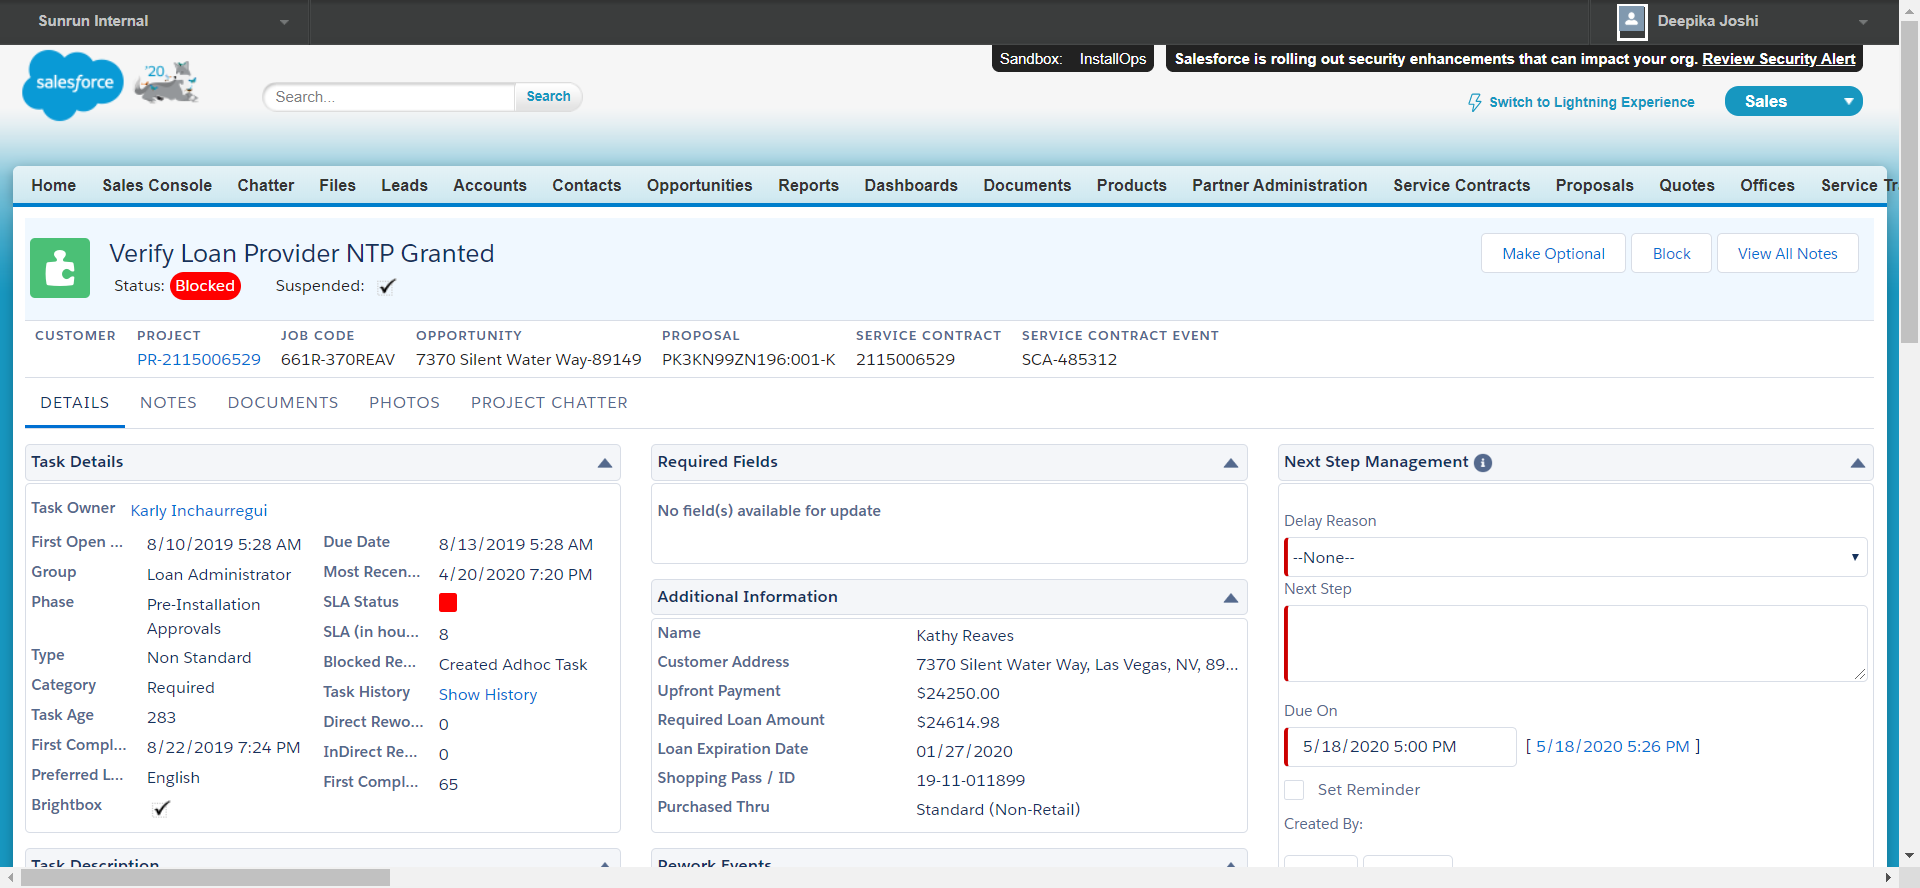 Sunrun Internal
Deepika Joshi
salesforce
'20
Search...
Search
Sandbox: InstallOps
Salesforce is rolling out security enhancements that can impact your org. Review Security Alert
Switch to Lightning Experience
Sales
Home Sales Console Chatter Files Leads Accounts Contacts Opportunities Reports Dashboards Documents Products Partner Administration Service Contracts Proposals Quotes Offices Service Tr
Verify Loan Provider NTP Granted
Status: Blocked Suspended:
Make Optional Block View All Notes
CUSTOMER PROJECT JOB CODE OPPORTUNITY PROPOSAL SERVICE CONTRACT SERVICE CONTRACT EVENT
PR-2115006529 661R-370REAV 7370 Silent Water Way-89149 PK3KN99ZN196:001-K 2115006529 SCA-485312
DETAILS NOTES DOCUMENTS PHOTOS PROJECT CHATTER
Task Details
Task Owner Karly Inchaurregui
First Open ... 8/10/2019 5:28 AM
Group Loan Administrator
Phase Pre-Installation
Approvals
Type Non Standard
Category Required
Task Age 283
First Compl... 8/22/2019 7:24 PM
Preferred L... English
Brightbox
Due Date 8/13/2019 5:28 AM
Most Recen... 4/20/2020 7:20 PM
SLA Status
SLA (in hou... 8
Blocked Re... Created Adhoc Task
Task History Show History
Direct Rewo... 0
InDirect Re... 0
First Compl... 65
Task Description
Required Fields
No field(s) available for update
Additional Information
Name Kathy Reaves
Customer Address 7370 Silent Water Way, Las Vegas, NV, 89...
Upfront Payment $24250.00
Required Loan Amount $24614.98
Loan Expiration Date 01/27/2020
Shopping Pass / ID 19-11-011899
Purchased Thru Standard (Non-Retail)
Rework Events
Next Step Management
Delay Reason
--None--
Next Step
Due On
5/18/2020 5:00 PM [ 5/18/2020 5:26 PM ]
Set Reminder
Created By: